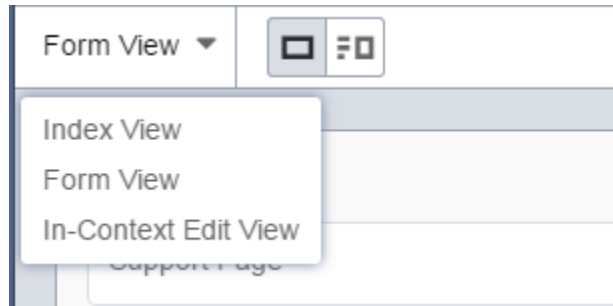 Form View
Index View
Form View
In-Context Edit View
Support Page